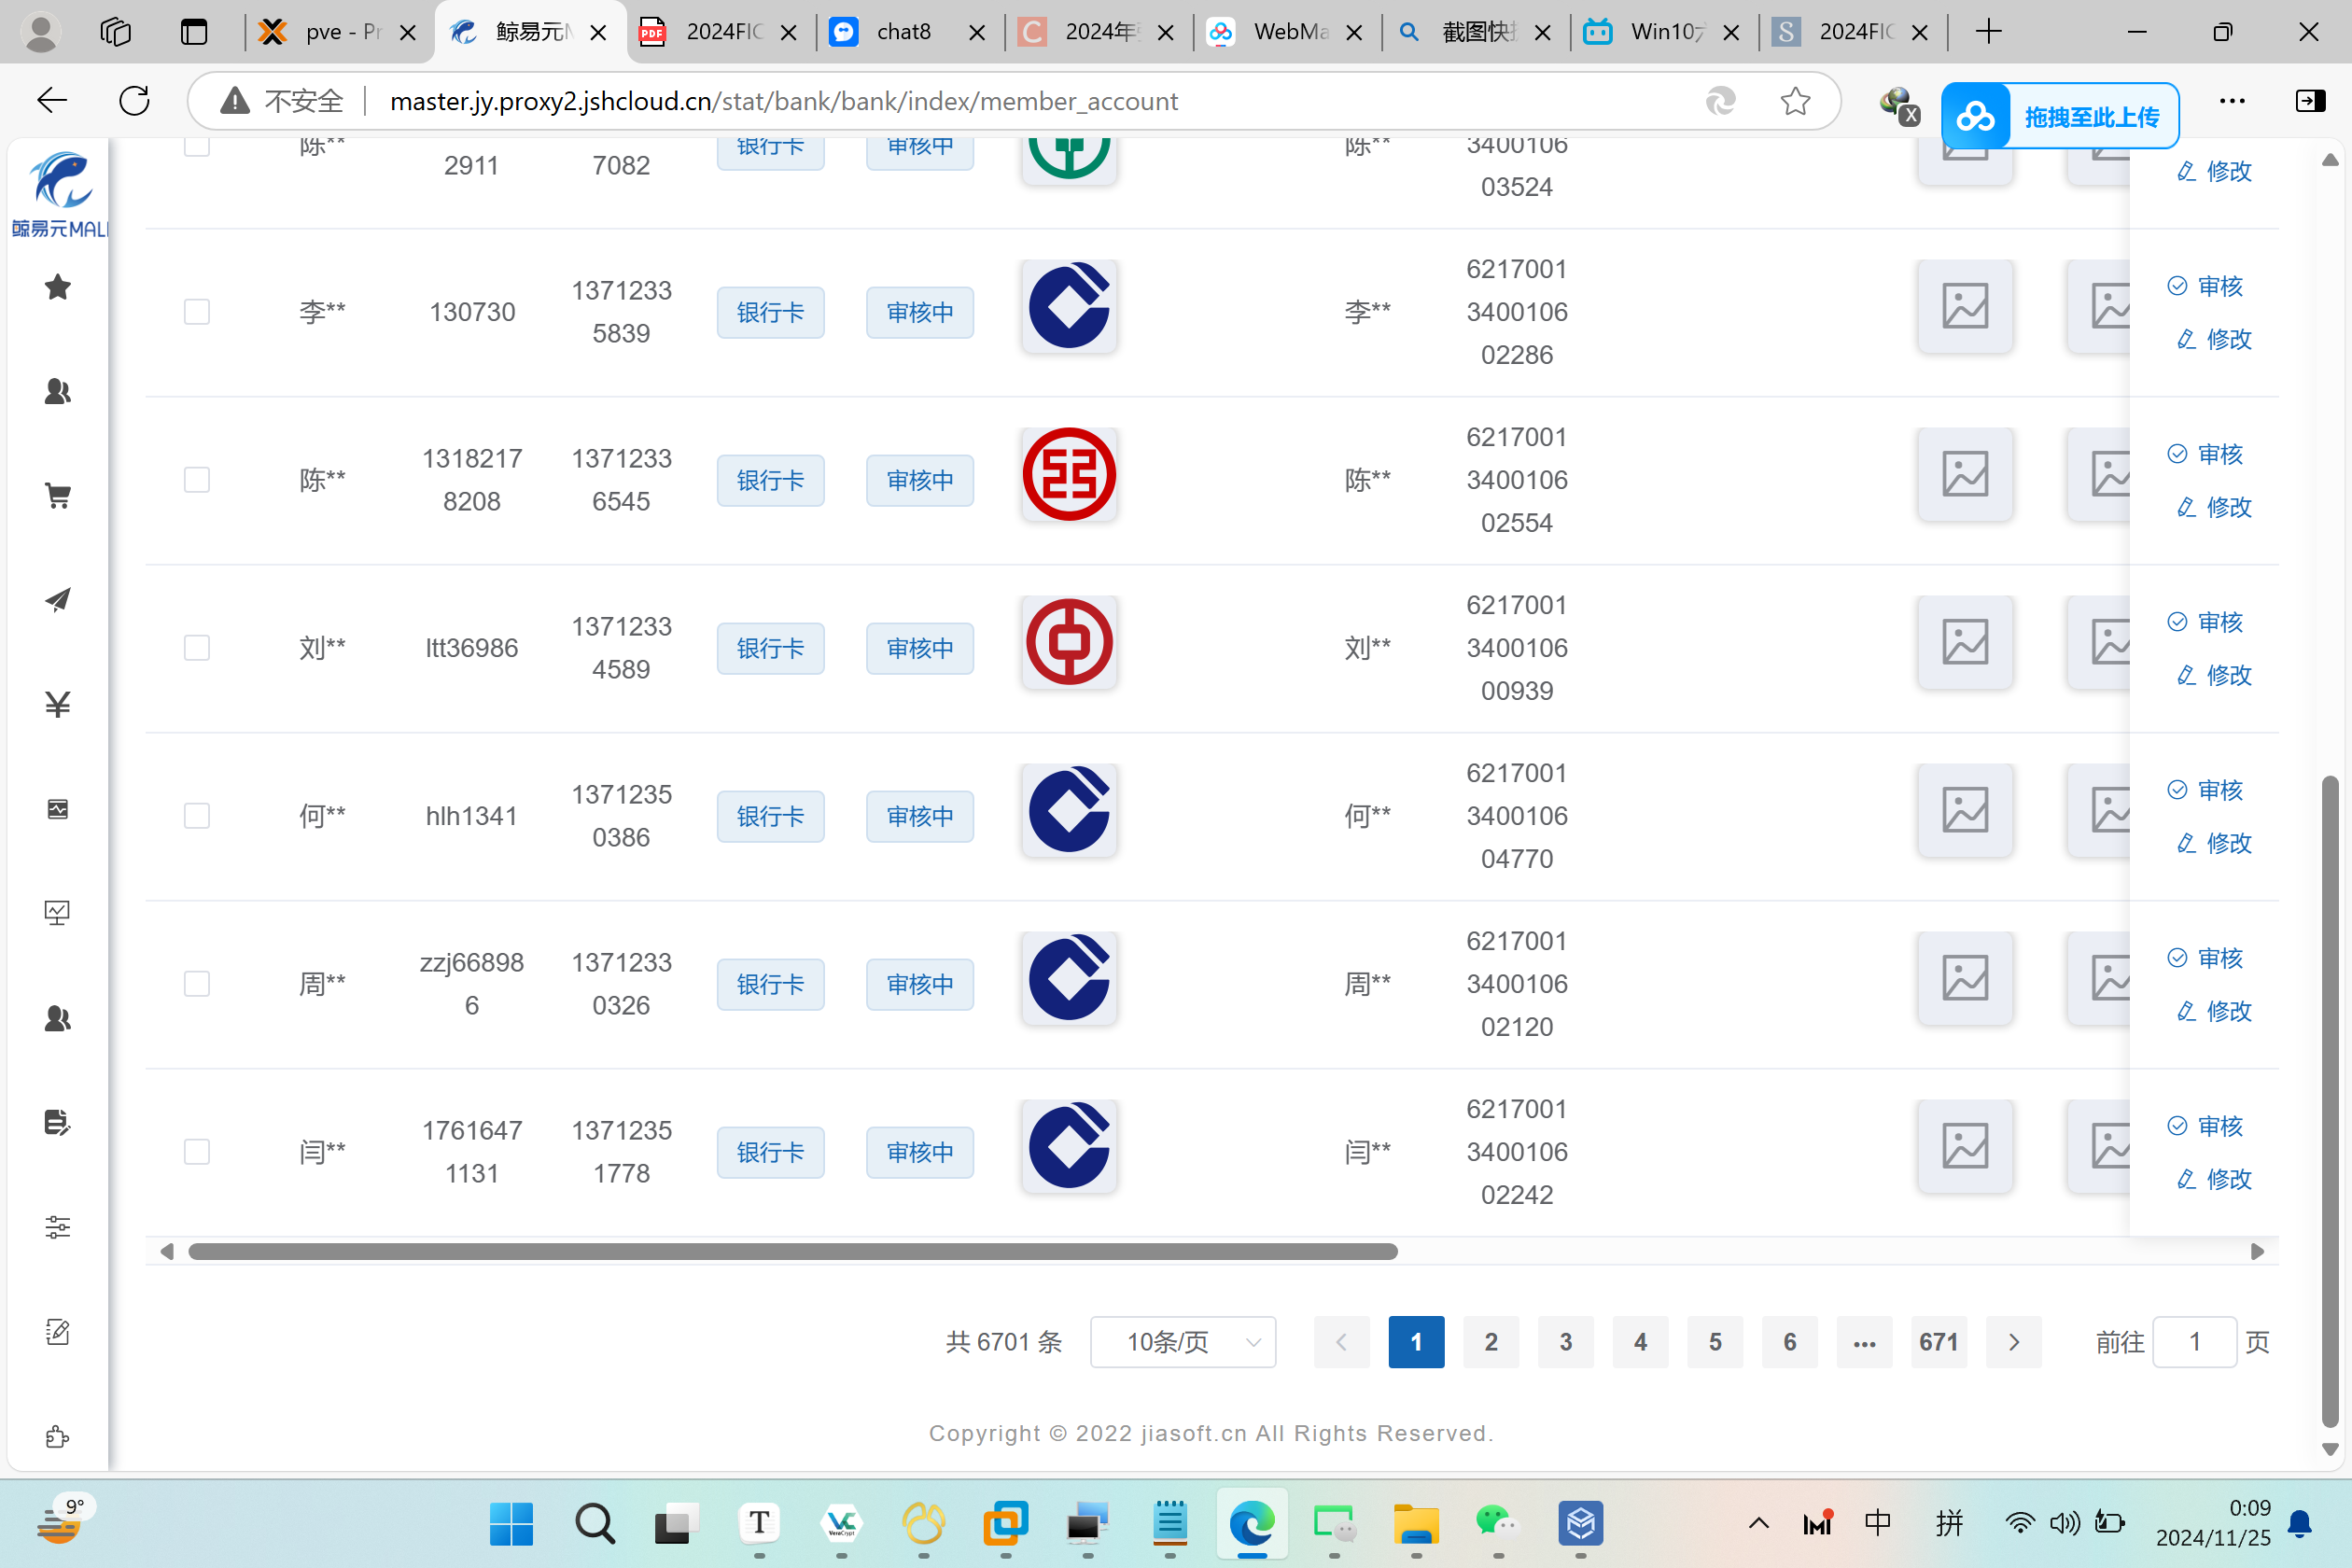 pve - Pr
鲸易元M
2024FIC
chat8
2024年
WebMa
截图快
Win10
2024FIC
不安全
master.jy.proxy2.jshcloud.cn/stat/bank/bank/index/member_account
X
拖拽至此上传
鲸易元MALL
陈**
2911
7082
银行卡
审核中
陈**
3400106
03524
修改
李**
130730
1371233
5839
银行卡
审核中
李**
6217001
3400106
02286
审核
修改
陈**
1318217
8208
1371233
6545
银行卡
审核中
陈**
6217001
3400106
02554
审核
修改
刘**
ltt36986
1371233
4589
银行卡
审核中
刘**
6217001
3400106
00939
审核
修改
何**
hlh1341
1371235
0386
银行卡
审核中
何**
6217001
3400106
04770
审核
修改
周**
zzj66898
6
1371233
0326
银行卡
审核中
周**
6217001
3400106
02120
审核
修改
闫**
1761647
1131
1371235
1778
银行卡
审核中
闫**
6217001
3400106
02242
审核
修改
共 6701 条
10条/页
1
2
3
4
5
6
671
前往
1
页
Copyright © 2022 jiasoft.cn All Rights Reserved.
9°
中
拼
0:09
2024/11/25